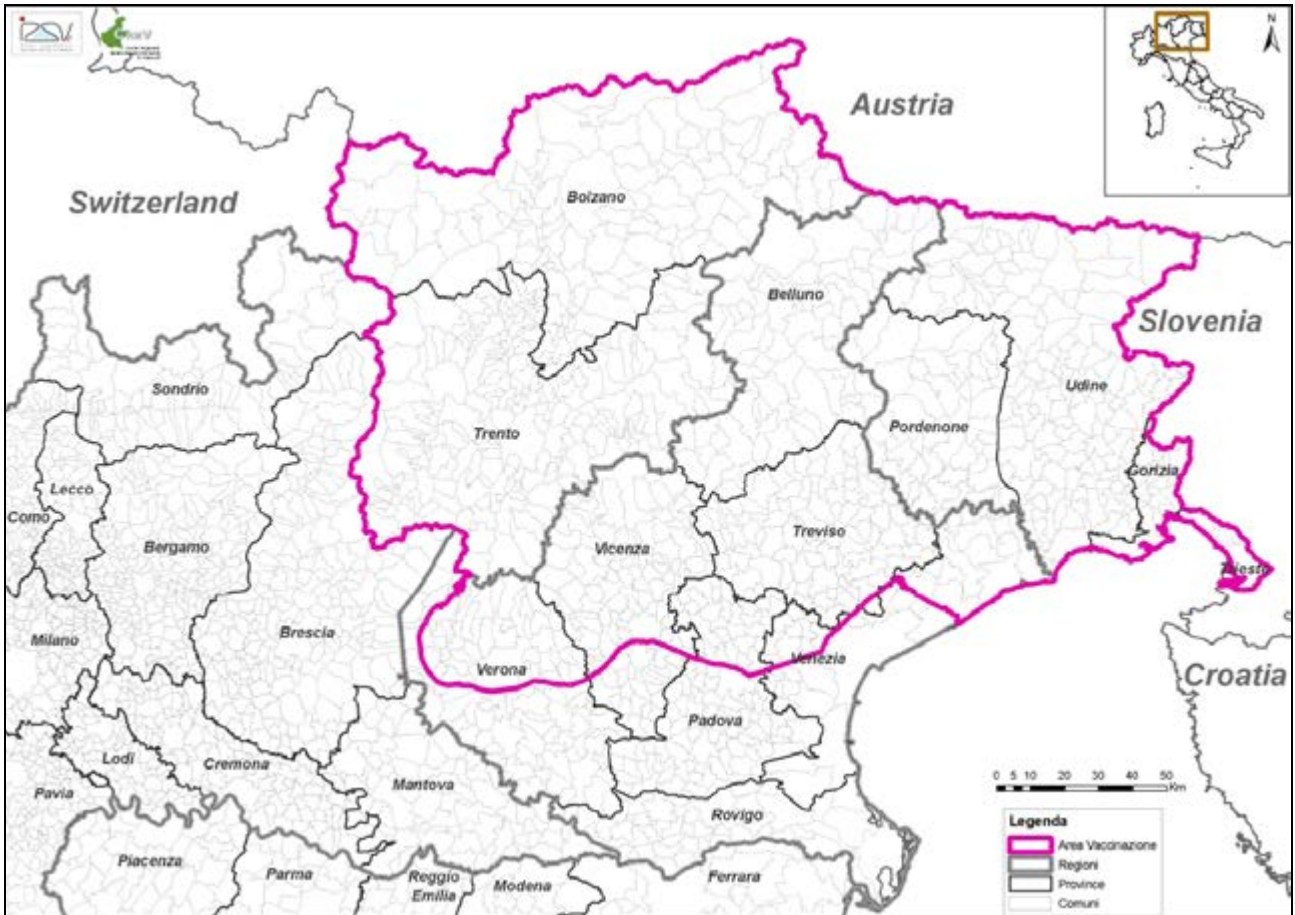 N
Austria
Switzerland
Bolzano
Belluno
Slovenia
Sondrio
Udine
Trento
Pordenone
Gorizia
Lecco
Como
Treviso
Bergamo
Vicenza
Trieste
Milano
Brescia
Verona
Venezia
Croatia
Padova
Lodi
Cremona
Mantova
Pavia
Rovigo
0 5 10 20 30 40 50
Km
Legenda
Area Vaccinazione
Regioni
Province
Comuni
Piacenza
Parma
Reggio
Emilia
Modena
Ferrara